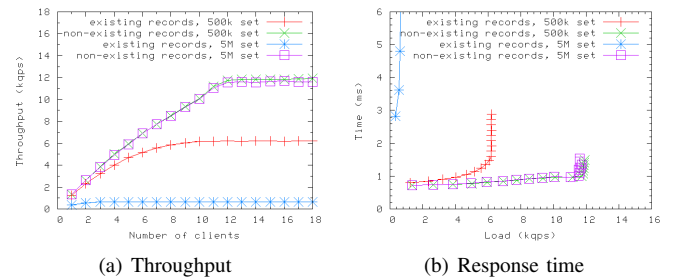 existing records, 500k set
non-existing records, 500k set
existing records, 5M set
non-existing records, 5M set
18
16
14
12
10
8
6
4
2
0
Throughput (kqps)
0 2 4 6 8 10 12 14 16 18
Number of clients
(a) Throughput
existing records, 500k set
non-existing records, 500k set
existing records, 5M set
non-existing records, 5M set
6
5
4
3
2
1
0
Time (ms)
0 2 4 6 8 10 12 14 16
Load (kqps)
(b) Response time